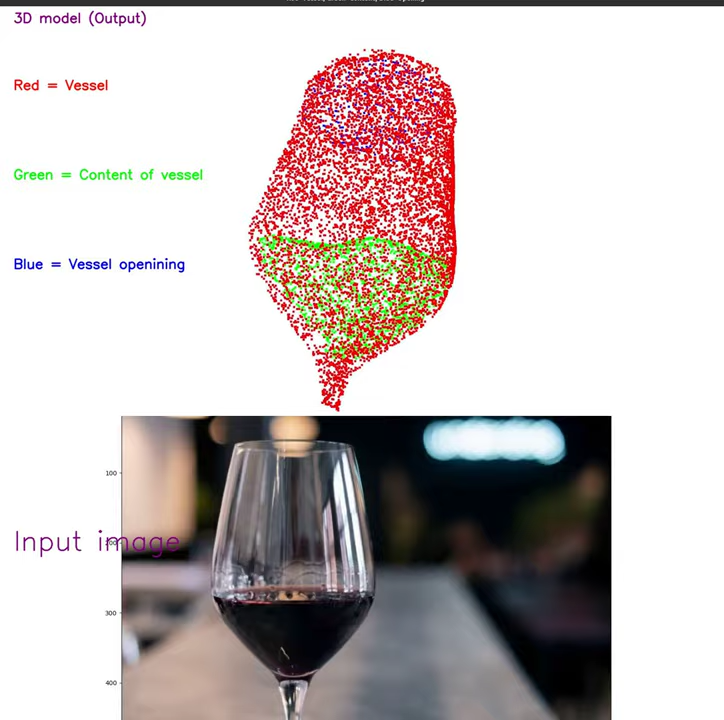 3D model (Output)
Red = Vessel
Green = Content of vessel
Blue = Vessel openining
100
Input image
300
400